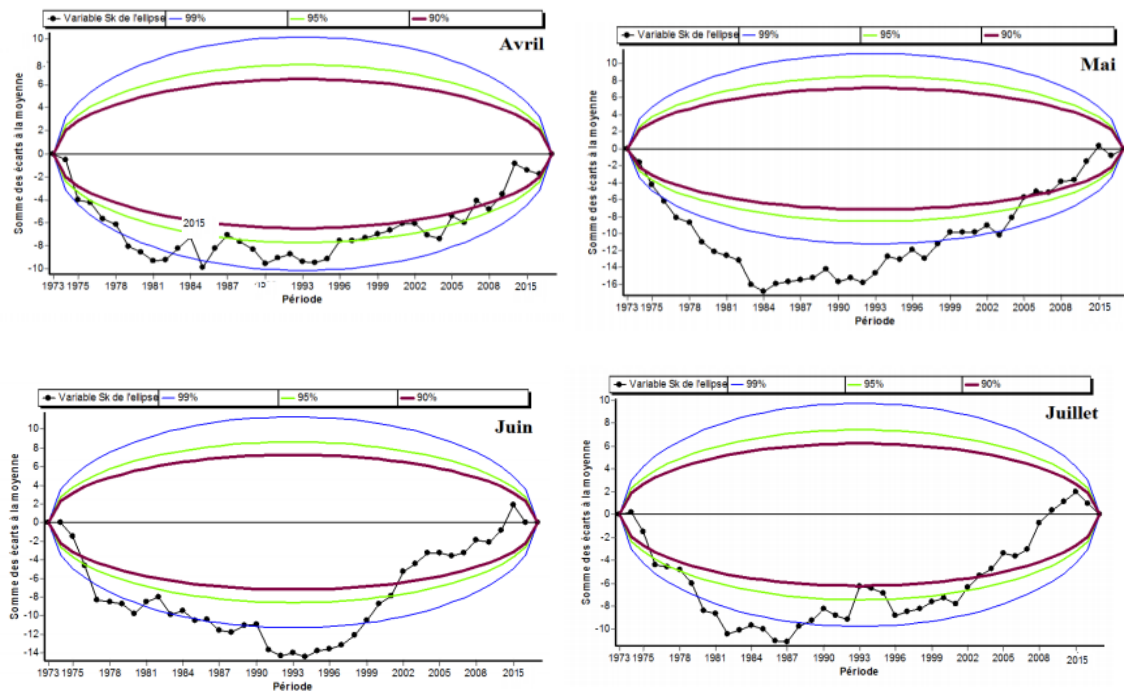 Variable Sk de l'ellipse 99% 95% 90%
Avril
Somme des écarts à la moyenne
10
8
6
4
2
0
-2
-4
-6
-8
-10
2015
1973 1975 1978 1981 1984 1987 1993 1996 1999 2002 2005 2008 2015
Période
Variable Sk de l'ellipse 99% 95% 90%
Mai
Somme des écarts à la moyenne
10
8
6
4
2
0
-2
-4
-6
-8
-10
-12
-14
-16
1973 1975 1978 1981 1984 1987 1990 1993 1996 1999 2002 2005 2008 2015
Période
Variable Sk de l'ellipse 99% 95% 90%
Juin
Somme des écarts à la moyenne
10
8
6
4
2
0
-2
-4
-6
-8
-10
-12
-14
1973 1975 1978 1981 1984 1987 1990 1993 1996 1999 2002 2005 2008 2015
Période
Variable Sk de l'ellipse 99% 95% 90%
Juillet
Somme des écarts à la moyenne
10
8
6
4
2
0
-2
-4
-6
-8
-10
1973 1975 1978 1981 1984 1987 1990 1993 1996 1999 2002 2005 2008 2015
Période